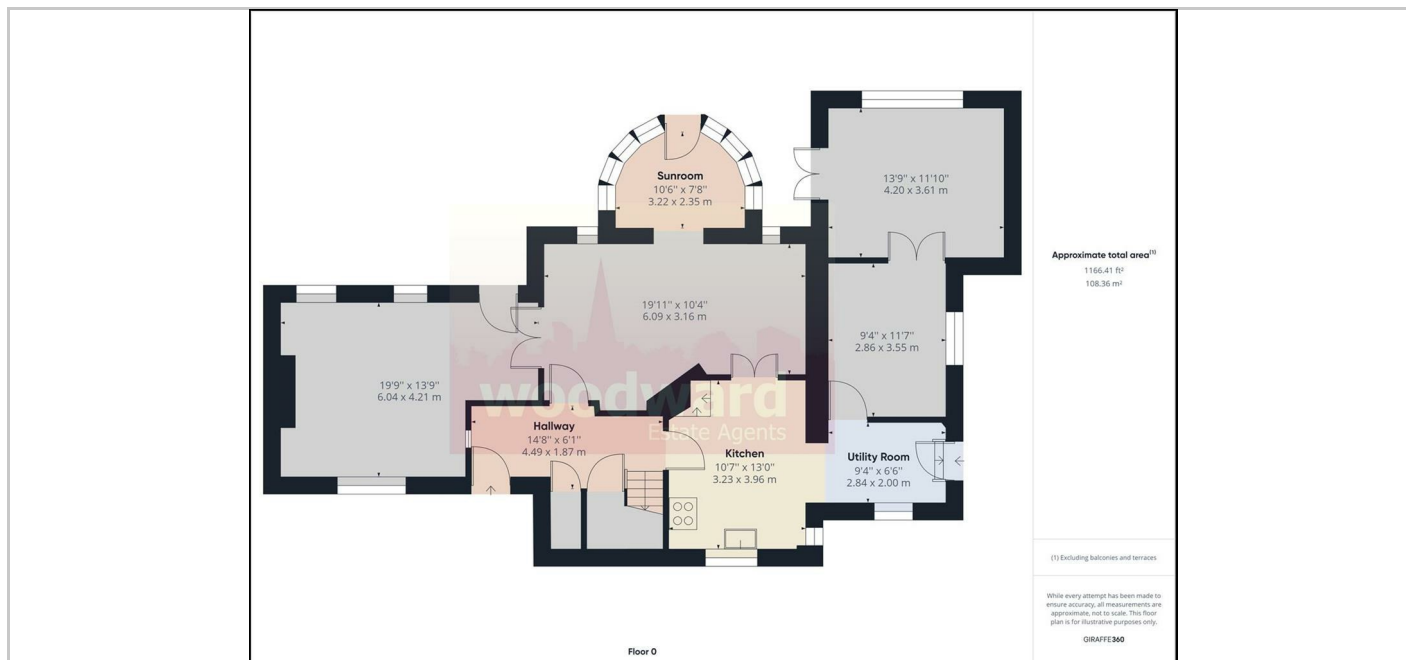 Sunroom
10'6" x 7'8"
3.22 x 2.35 m
13'9" x 11'10"
4.20 x 3.61 m
19'11" x 10'4"
6.09 x 3.16 m
9'4" x 11'7"
2.86 x 3.55 m
19'9" x 13'9"
6.04 x 4.21 m
woodward
Estate Agents
Hallway
14'8" x 6'1"
4.49 x 1.87 m
Kitchen
10'7" x 13'0"
3.23 x 3.96 m
Utility Room
9'4" x 6'6"
2.84 x 2.00 m
Floor 0
Approximate total area(1)
1166.41 ft²
108.36 m²
(1) Excluding balconies and terraces
While every attempt has been made to
ensure accuracy, all measurements are
approximate, not to scale. This floor
plan is for illustrative purposes only.
GIRAFFE360